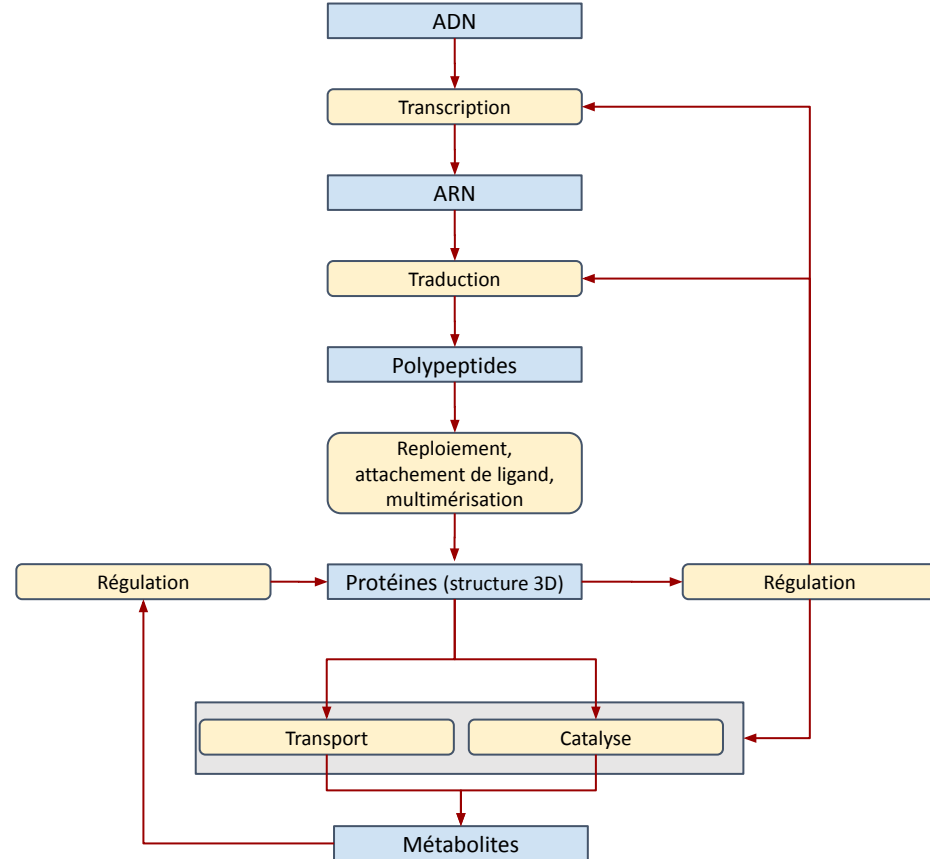 ADN
Transcription
ARN
Traduction
Polypeptides
Reploiement,
attachement de ligand,
multimérisation
Régulation
Protéines (structure 3D)
Régulation
Transport
Catalyse
Métabolites